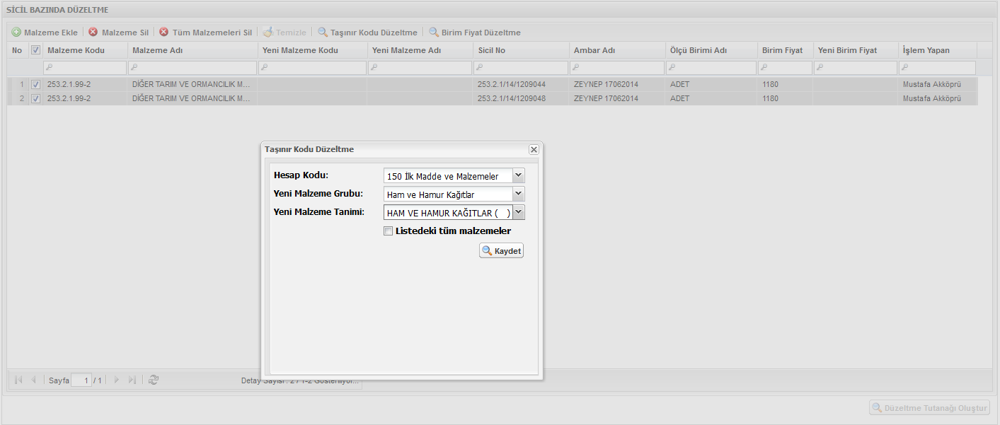 SİCİL BAZINDA DÜZELTME
Malzeme Ekle Malzeme Sil Tüm Malzemeleri Sil Temizle Taşınır Kodu Düzeltme Birim Fiyat Düzeltme
No Malzeme Kodu Malzeme Adı Yeni Malzeme Kodu Yeni Malzeme Adı Sicil No Ambar Adı Ölçü Birimi Adı Birim Fiyat Yeni Birim Fiyat İşlem Yapan
1 253.2.1.99-2 DİĞER TARIM VE ORMANCILIK M... 253.2.1/14/1209044 ZEYNEP 17062014 ADET 1180 Mustafa Akköprü
2 253.2.1.99-2 DİĞER TARIM VE ORMANCILIK M... 253.2.1/14/1209048 ZEYNEP 17062014 ADET 1180 Mustafa Akköprü
Taşınır Kodu Düzeltme
Hesap Kodu: 150 İlk Madde ve Malzemeler
Yeni Malzeme Grubu: Ham ve Hamur Kağıtlar
Yeni Malzeme Tanimi: HAM VE HAMUR KAĞITLAR ( )
Listedeki tüm malzemeler
Kaydet
Sayfa 1 / 1 Detay Sayısı : 2 / 1-2 Gösteriliyor...
Düzeltme Tutanağı Oluştur